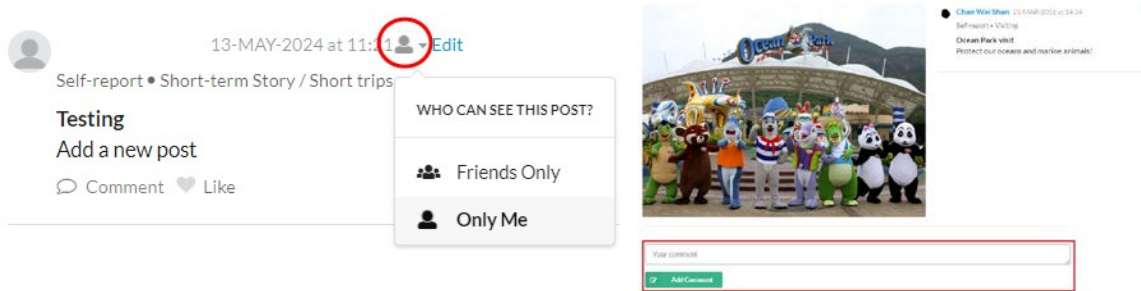 13-MAY-2024 at 11:21 Edit
Self-report • Short-term Story / Short trips
Testing
Add a new post
Comment Like
WHO CAN SEE THIS POST?
Friends Only
Only Me
Ocean Park
Chan Win Shan
Self-report • Visiting
Ocean Park visit
Protect our oceans and marine animals!
Your comment
Add Comment